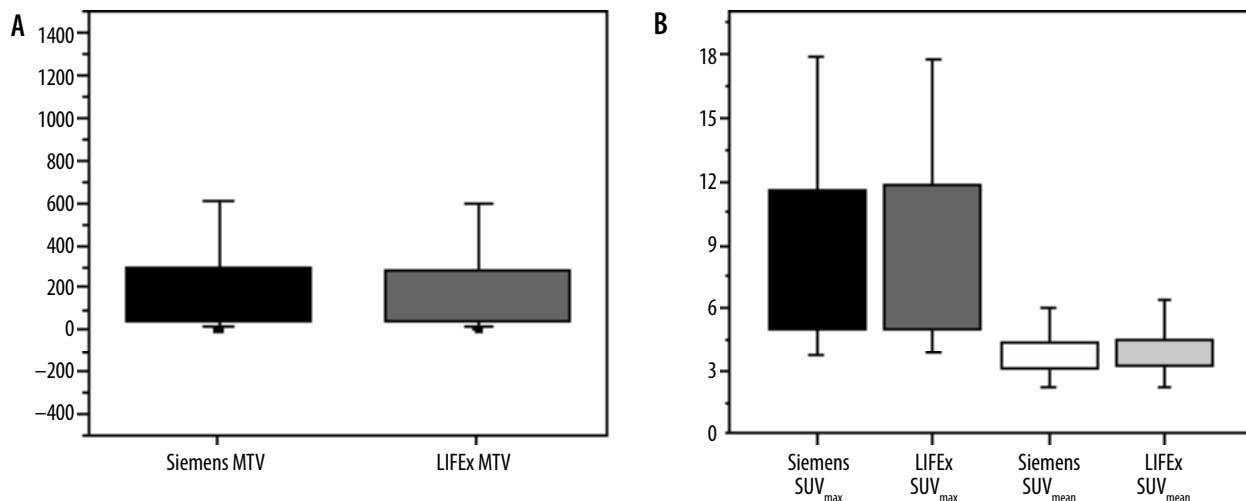 A
1400
1200
1000
800
600
400
200
0
−200
−400
Siemens MTV
LIFEx MTV
B
18
15
12
9
6
3
0
Siemens
SUVmax
LIFEx
SUVmax
Siemens
SUVmean
LIFEx
SUVmean